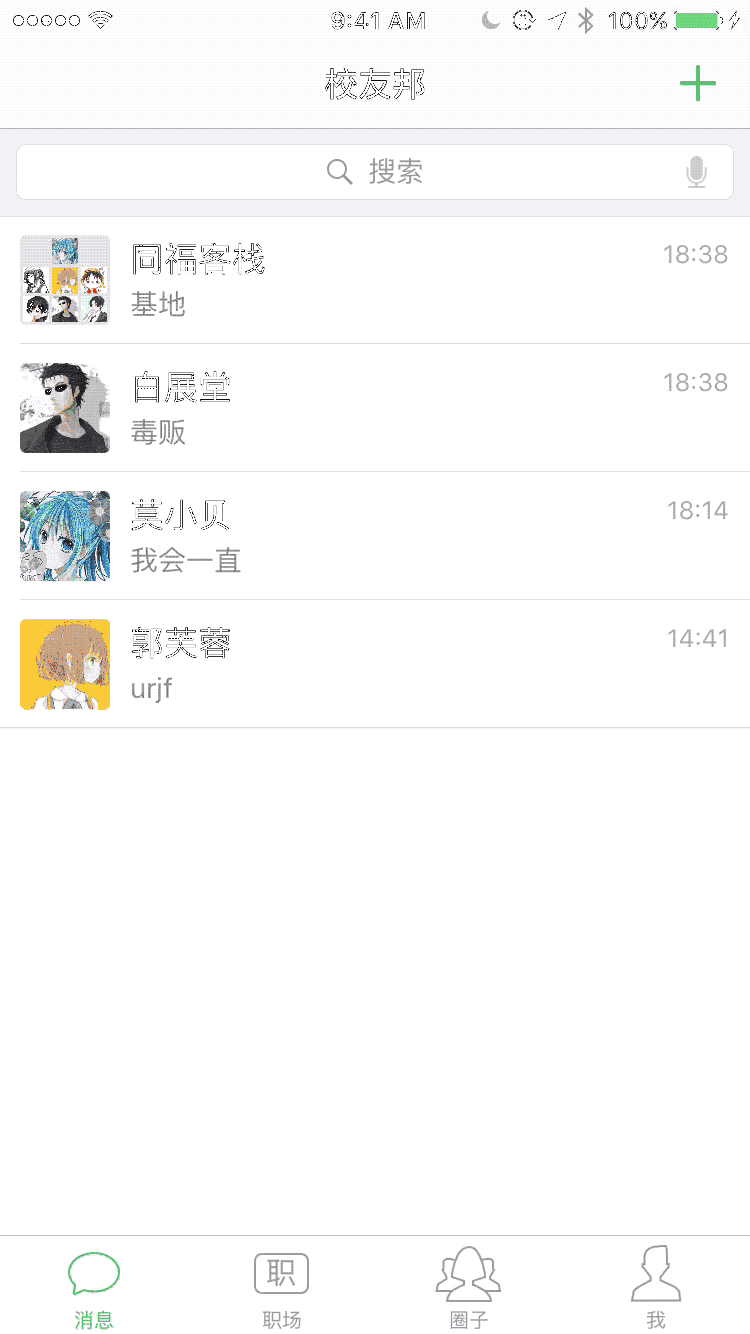 9:41 AM 100%
校友邦
搜索
同福客栈 18:38
基地
白展堂 18:38
毒贩
莫小贝 18:14
我会一直
郭芙蓉 14:41
urjf
职
消息 职场 圈子 我